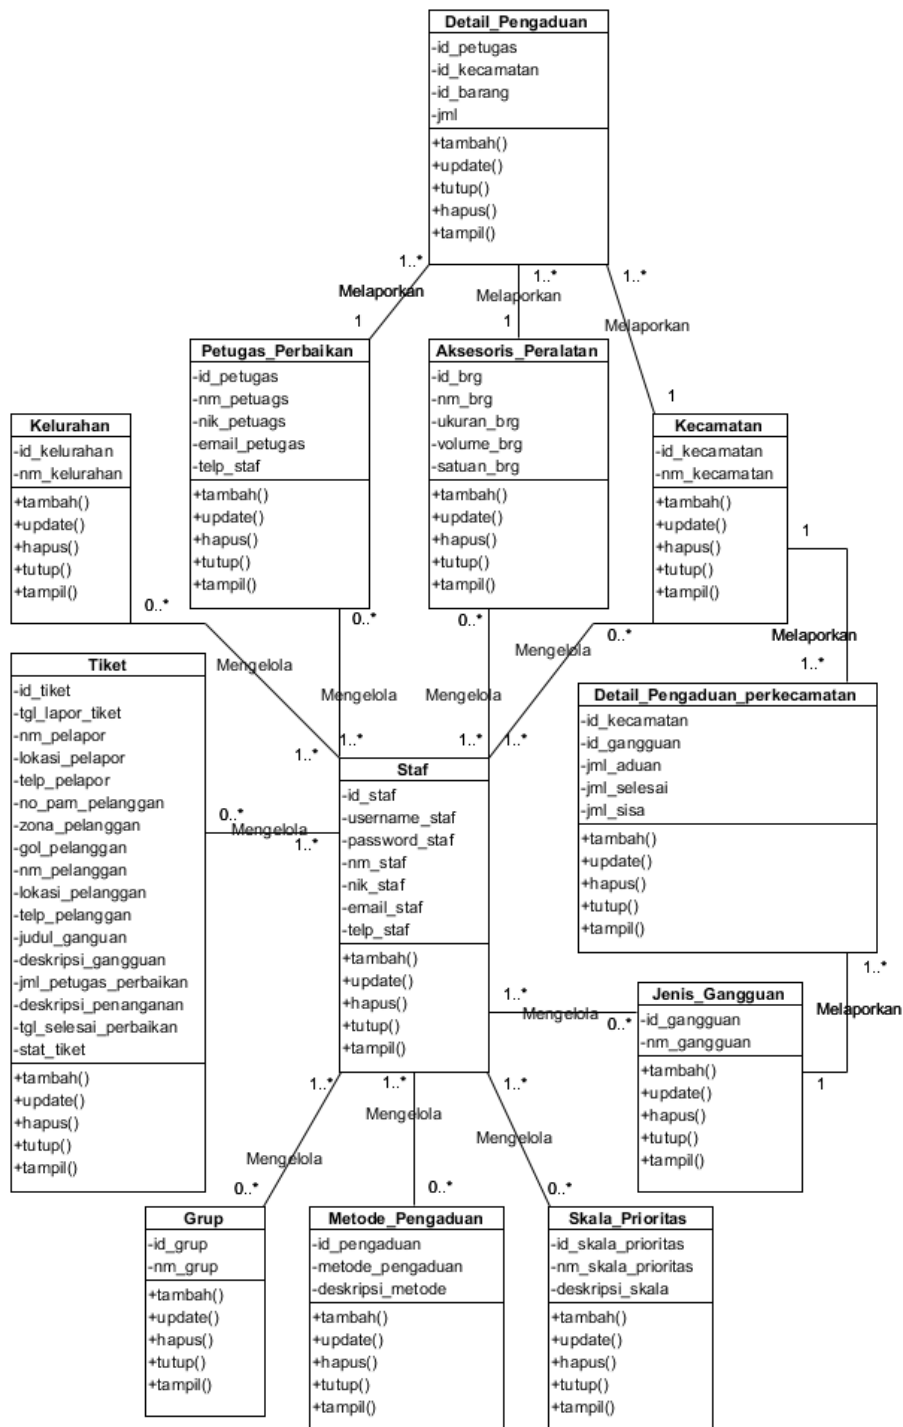 Detail_Pengaduan
-id_petugas
-id_kecamatan
-id_barang
-jml
+tambah()
+update()
+tutup()
+hapus()
+tampil()
1..*
1..*
1..*
Melaporkan
Melaporkan
Melaporkan
1
1
1
Petugas_Perbaikan
-id_petugas
-nm_petuags
-nik_petuags
-email_petugas
-telp_staf
+tambah()
+update()
+hapus()
+tutup()
+tampil()
0..*
Aksesoris_Peralatan
-id_brg
-nm_brg
-ukuran_brg
-volume_brg
-satuan_brg
+tambah()
+update()
+hapus()
+tutup()
+tampil()
0..*
Kelurahan
-id_kelurahan
-nm_kelurahan
+tambah()
+update()
+hapus()
+tutup()
+tampil()
0..*
Kecamatan
-id_kecamatan
-nm_kecamatan
+tambah()
+update()
+hapus()
+tutup()
+tampil()
0..*
1
Melaporkan
1..*
Mengelola
Mengelola
Mengelola
Mengelola
1..*
1..*
1..*
1..*
Tiket
-id_tiket
-tgl_lapor_tiket
-nm_pelapor
-lokasi_pelapor
-telp_pelapor
-no_pam_pelanggan
-zona_pelanggan
-gol_pelanggan
-nm_pelanggan
-lokasi_pelanggan
-telp_pelanggan
-judul_ganguan
-deskripsi_gangguan
-jml_petugas_perbaikan
-deskripsi_penanganan
-tgl_selesai_perbaikan
-stat_tiket
+tambah()
+update()
+hapus()
+tutup()
+tampil()
0..*
Mengelola
1..*
Staf
-id_staf
-username_staf
-password_staf
-nm_staf
-nik_staf
-email_staf
-telp_staf
+tambah()
+update()
+hapus()
+tutup()
+tampil()
Detail_Pengaduan_perkecamatan
-id_kecamatan
-id_gangguan
-jml_aduan
-jml_selesai
-jml_sisa
+tambah()
+update()
+hapus()
+tutup()
+tampil()
1..*
Melaporkan
1
1..*
Mengelola
0..*
Jenis_Gangguan
-id_gangguan
-nm_gangguan
+tambah()
+update()
+hapus()
+tutup()
+tampil()
1..*
1..*
1..*
Mengelola
Mengelola
Mengelola
0..*
0..*
0..*
Grup
-id_grup
-nm_grup
+tambah()
+update()
+hapus()
+tutup()
+tampil()
Metode_Pengaduan
-id_pengaduan
-metode_pengaduan
-deskripsi_metode
+tambah()
+update()
+hapus()
+tutup()
+tampil()
Skala_Prioritas
-id_skala_prioritas
-nm_skala_prioritas
-deskripsi_skala
+tambah()
+update()
+hapus()
+tutup()
+tampil()